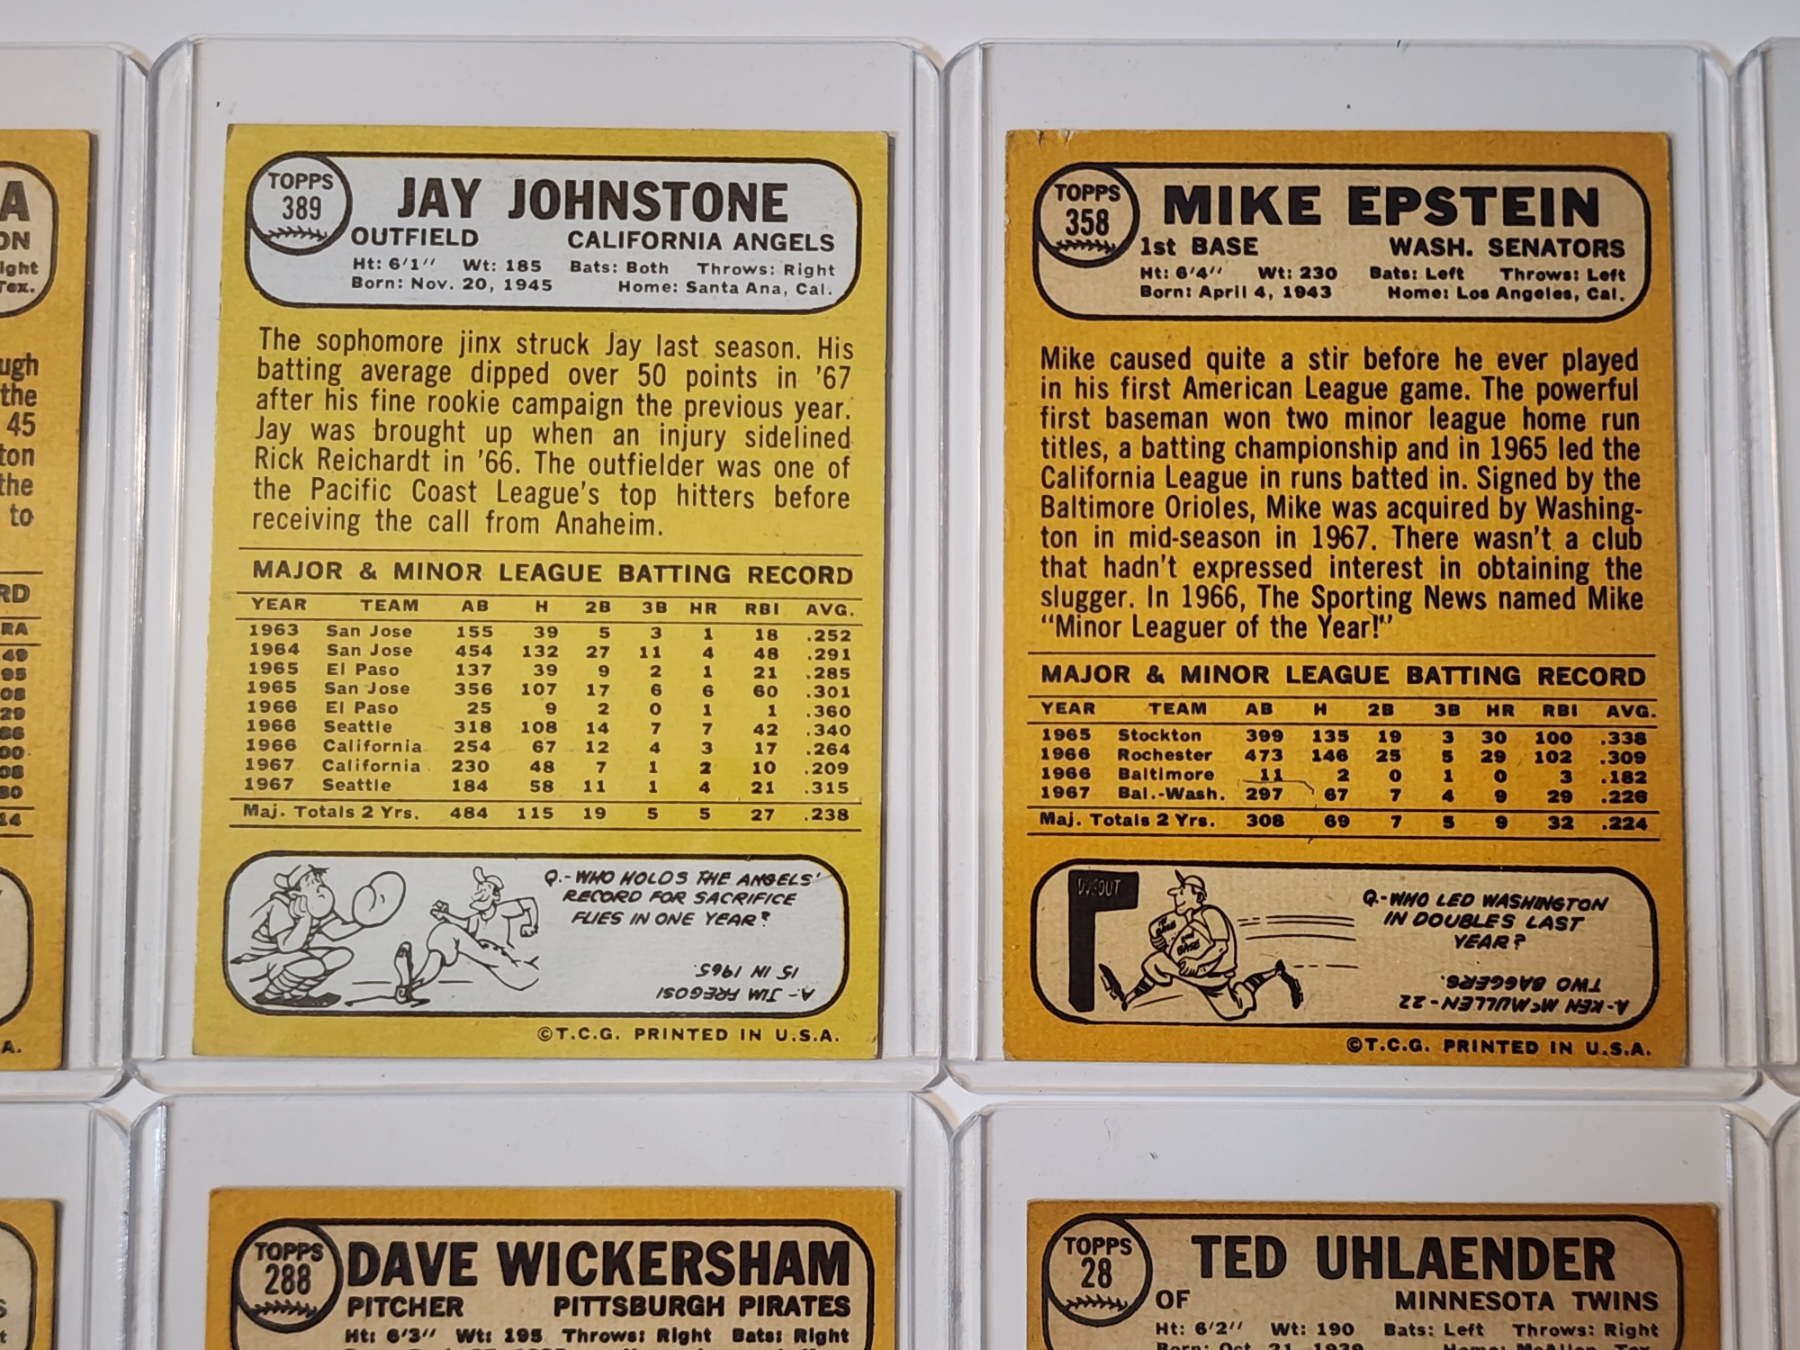 TOPPS
389
JAY JOHNSTONE
OUTFIELD CALIFORNIA ANGELS
Ht: 6'1" Wt: 185 Bats: Both Throws: Right
Born: Nov. 20, 1945 Home: Santa Ana, Cal.
The sophomore jinx struck Jay last season. His
batting average dipped over 50 points in '67
after his fine rookie campaign the previous year.
Jay was brought up when an injury sidelined
Rick Reichardt in '66. The outfielder was one of
the Pacific Coast League's top hitters before
receiving the call from Anaheim.
MAJOR & MINOR LEAGUE BATTING RECORD
YEAR TEAM AB H 2B 3B HR RBI AVG.
1963 San Jose 155 39 5 3 1 18 .252
1964 San Jose 454 132 27 11 4 48 .291
1965 El Paso 137 39 9 2 1 21 .285
1965 San Jose 356 107 17 6 6 60 .301
1966 El Paso 25 9 2 0 1 1 .360
1966 Seattle 318 108 14 7 7 42 .340
1966 California 254 67 12 4 3 17 .264
1967 California 230 48 7 1 2 10 .209
1967 Seattle 184 58 11 1 4 21 .315
Maj. Totals 2 Yrs. 484 115 19 5 5 27 .238
Q.-WHO HOLDS THE ANGELS'
RECORD FOR SACRIFICE
FLIES IN ONE YEAR?
A-JIM FREGOSI
15 IN 1965.
©T.C.G. PRINTED IN U.S.A.
TOPPS
358
MIKE EPSTEIN
1st BASE WASH. SENATORS
Ht: 6'4" Wt: 230 Bats: Left Throws: Left
Born: April 4, 1943 Home: Los Angeles, Cal.
Mike caused quite a stir before he ever played
in his first American League game. The powerful
first baseman won two minor league home run
titles, a batting championship and in 1965 led the
California League in runs batted in. Signed by the
Baltimore Orioles, Mike was acquired by Washing-
ton in mid-season in 1967. There wasn't a club
that hadn't expressed interest in obtaining the
slugger. In 1966, The Sporting News named Mike
"Minor Leaguer of the Year!"
MAJOR & MINOR LEAGUE BATTING RECORD
YEAR TEAM AB H 2B 3B HR RBI AVG.
1965 Stockton 399 135 19 3 30 100 .338
1966 Rochester 473 146 25 5 29 102 .309
1966 Baltimore 11 2 0 1 0 3 .182
1967 Bal.-Wash. 297 67 7 4 9 29 .226
Maj. Totals 2 Yrs. 308 69 7 5 9 32 .224
DUGOUT
Q.-WHO LED WASHINGTON
IN DOUBLES LAST
YEAR?
A-KEN McMULLEN-22
TWO BAGGERS.
©T.C.G. PRINTED IN U.S.A.
TOPPS
288
DAVE WICKERSHAM
PITCHER PITTSBURGH PIRATES
Ht: 6'3" Wt: 195 Throws: Right Bats: Right
TOPPS
28
TED UHLAENDER
OF MINNESOTA TWINS
Ht: 6'2" Wt: 190 Bats: Left Throws: Right